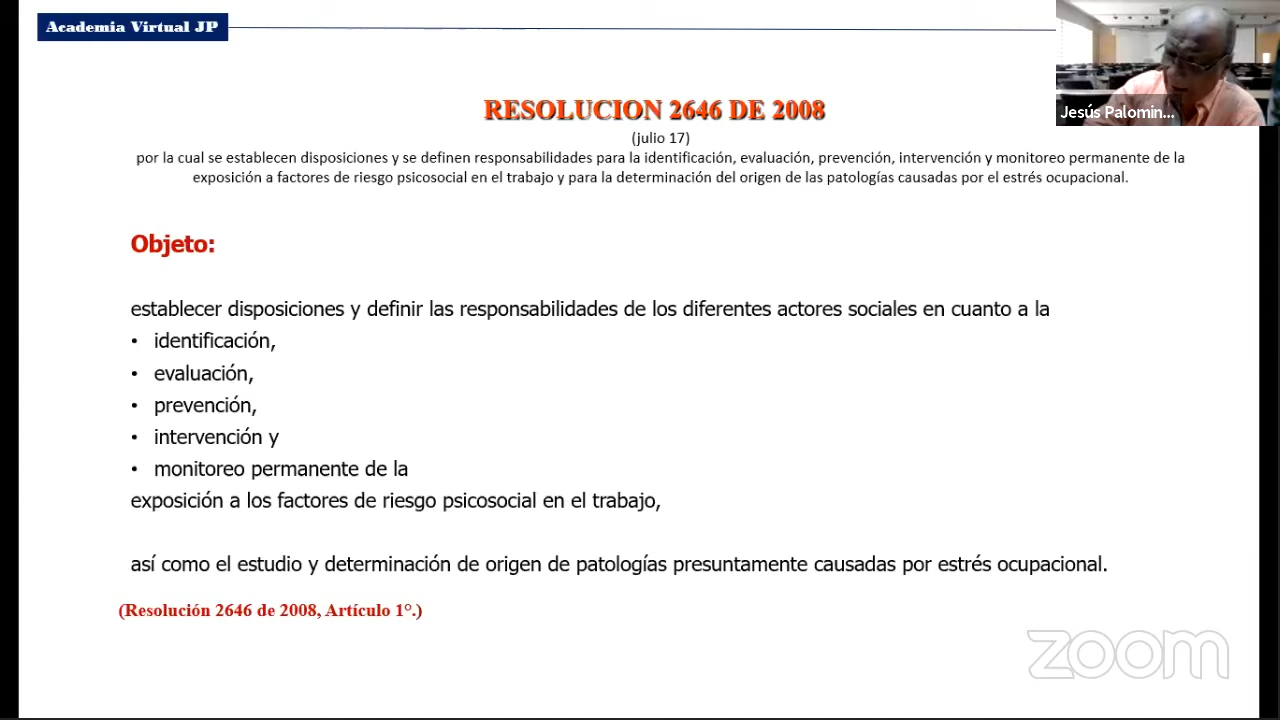 Academia Virtual JP
Jesús Palomin...
RESOLUCION 2646 DE 2008
(julio 17)
por la cual se establecen disposiciones y se definen responsabilidades para la identificación, evaluación, prevención, intervención y monitoreo permanente de la
exposición a factores de riesgo psicosocial en el trabajo y para la determinación del origen de las patologías causadas por el estrés ocupacional.
Objeto:
establecer disposiciones y definir las responsabilidades de los diferentes actores sociales en cuanto a la
• identificación,
• evaluación,
• prevención,
• intervención y
• monitoreo permanente de la
exposición a los factores de riesgo psicosocial en el trabajo,
así como el estudio y determinación de origen de patologías presuntamente causadas por estrés ocupacional.
(Resolución 2646 de 2008, Artículo 1°.)
zoom